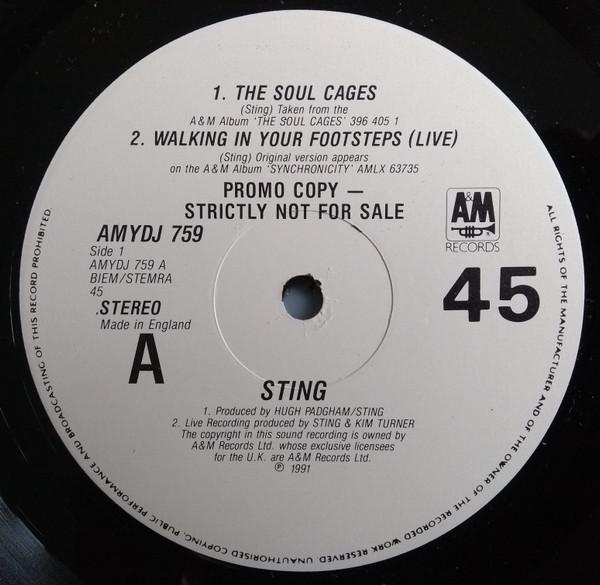 1. THE SOUL CAGES
(Sting) Taken from the
A&M Album 'THE SOUL CAGES' 396 405 1
2. WALKING IN YOUR FOOTSTEPS (LIVE)
(Sting) Original version appears
on the A&M Album 'SYNCHRONICITY' AMLX 63735
PROMO COPY —
STRICTLY NOT FOR SALE
AMYDJ 759
Side 1
AMYDJ 759 A
BIEM/STEMRA
45
.STEREO
Made in England
A
A&M
RECORDS
45
STING
1. Produced by HUGH PADGHAM/STING
2. Live Recording produced by STING & KIM TURNER
The copyright in this sound recording is owned by
A&M Records Ltd. whose exclusive licensees
for the U.K. are A&M Records Ltd.
℗ 1991
ALL RIGHTS OF THE MANUFACTURER AND OF THE OWNER OF THE RECORDED WORK RESERVED. UNAUTHORISED COPYING, PUBLIC PERFORMANCE AND BROADCASTING OF THIS RECORD PROHIBITED.